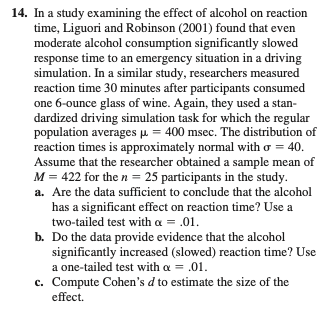 14. In a study examining the effect of alcohol on reaction
time, Liguori and Robinson (2001) found that even
moderate alcohol consumption significantly slowed
response time to an emergency situation in a driving
simulation. In a similar study, researchers measured
reaction time 30 minutes after participants consumed
one 6-ounce glass of wine. Again, they used a stan-
dardized driving simulation task for which the regular
population averages μ = 400 msec. The distribution of
reaction times is approximately normal with σ = 40.
Assume that the researcher obtained a sample mean of
M = 422 for the n = 25 participants in the study.
a. Are the data sufficient to conclude that the alcohol
has a significant effect on reaction time? Use a
two-tailed test with α = .01.
b. Do the data provide evidence that the alcohol
significantly increased (slowed) reaction time? Use
a one-tailed test with α = .01.
c. Compute Cohen's d to estimate the size of the
effect.